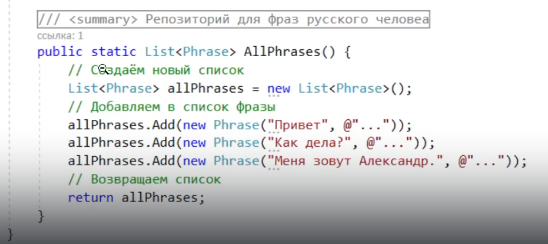 /// <summary> Репозиторий для фраз русского человеа
ссылка: 1
public static List<Phrase> AllPhrases() {
// Создаём новый список
List<Phrase> allPhrases = new List<Phrase>();
// Добавляем в список фразы
allPhrases.Add(new Phrase("Привет", @"..."));
allPhrases.Add(new Phrase("Как дела?", @"..."));
allPhrases.Add(new Phrase("Меня зовут Александр.", @"..."));
// Возвращаем список
return allPhrases;
}
}